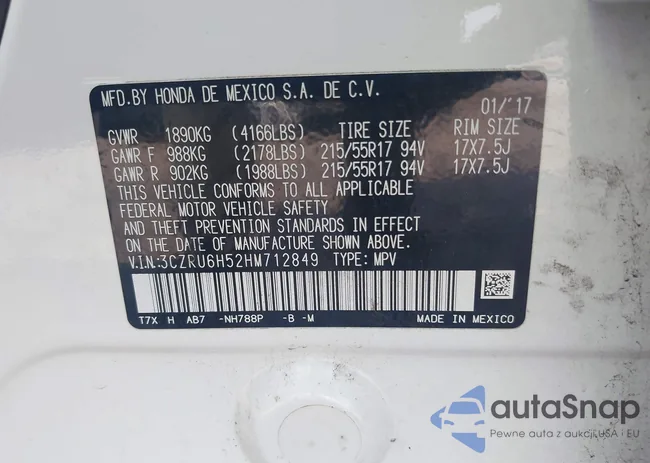 MFD.BY HONDA DE MEXICO S.A. DE C.V.
01/'17
GVWR 1890KG (4166LBS) TIRE SIZE RIM SIZE
GAWR F 988KG (2178LBS) 215/55R17 94V 17X7.5J
GAWR R 902KG (1988LBS) 215/55R17 94V 17X7.5J
THIS VEHICLE CONFORMS TO ALL APPLICABLE
FEDERAL MOTOR VEHICLE SAFETY
AND THEFT PREVENTION STANDARDS IN EFFECT
ON THE DATE OF MANUFACTURE SHOWN ABOVE.
V.I.N:3CZRU6H52HM712849 TYPE: MPV
T7X H AB7 -NH788P -B -M MADE IN MEXICO
autaSnap
Pewne auta z aukcji USA i EU